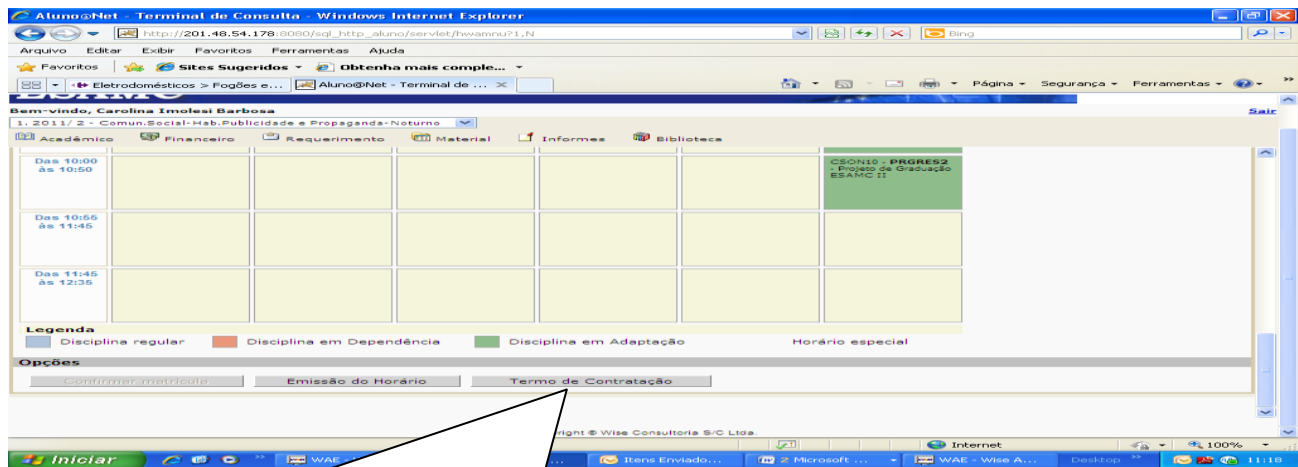 Aluno@Net - Terminal de Consulta - Windows Internet Explorer
http://201.48.54.178:8080/sql_http_aluno/servlet/hwamnu?1,N
Bing
Arquivo Editar Exibir Favoritos Ferramentas Ajuda
Favoritos Sites Sugeridos Obtenha mais comple...
Eletrodomésticos > Fogões e... Aluno@Net - Terminal de ... Página Segurança Ferramentas
Bem-vindo, Carolina Imolesi Barbosa Sair
1. 2011/ 2 - Comun.Social-Hab.Publicidade e Propaganda-Noturno
Acadêmico Financeiro Requerimento Material Informes Biblioteca
Das 10:00
às 10:50
CSON10 - PRGRES2
- Projeto de Graduação
ESAMC II
Das 10:55
às 11:45
Das 11:45
às 12:35
Legenda
Disciplina regular Disciplina em Dependência Disciplina em Adaptação Horário especial
Opções
Confirmar matrícula Emissão do Horário Termo de Contratação
right © Wise Consultoria S/C Ltda.
Internet 100%
Iniciar WAE - Itens Enviado... 2 Microsoft ... WAE - Wise A... Desktop 11:18